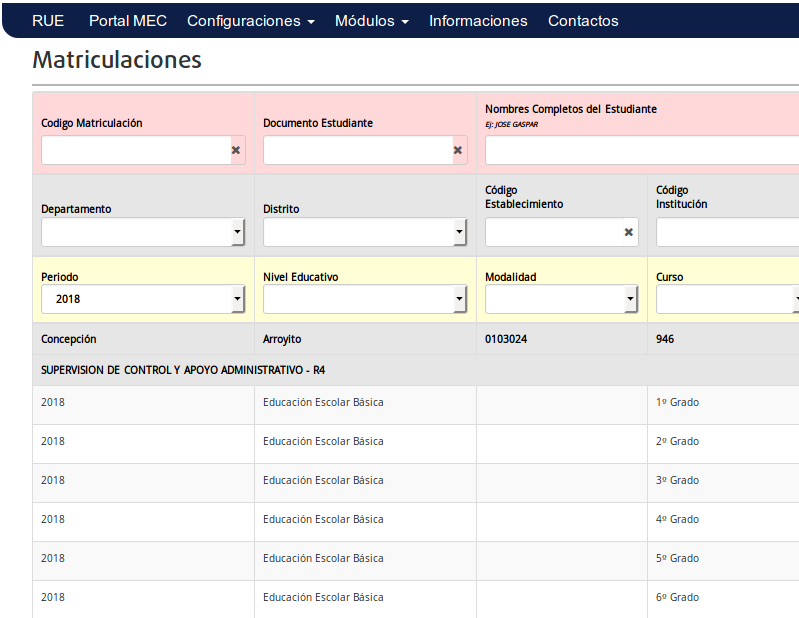 RUE Portal MEC Configuraciones Módulos Informaciones Contactos
Matriculaciones
Codigo Matriculación
Documento Estudiante
Nombres Completos del Estudiante
Ej: JOSE GASPAR
Departamento
Distrito
Código
Establecimiento
Código
Institución
Periodo
2018
Nivel Educativo
Modalidad
Curso
Concepción Arroyito 0103024 946
SUPERVISION DE CONTROL Y APOYO ADMINISTRATIVO - R4
2018 Educación Escolar Básica 1º Grado
2018 Educación Escolar Básica 2º Grado
2018 Educación Escolar Básica 3º Grado
2018 Educación Escolar Básica 4º Grado
2018 Educación Escolar Básica 5º Grado
2018 Educación Escolar Básica 6º Grado